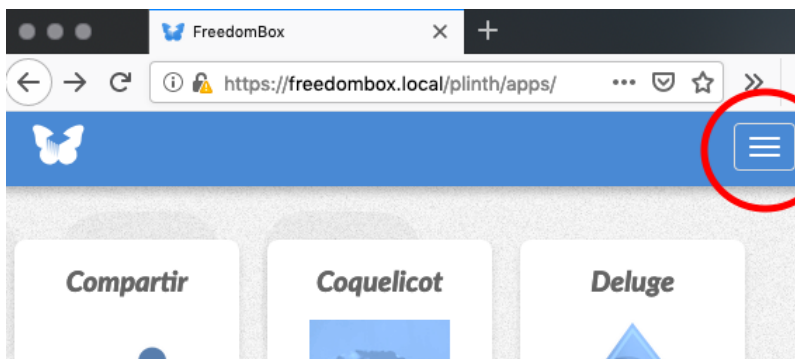 FreedomBox
https://freedombox.local/plinth/apps/
Compartir
Coquelicot
Deluge